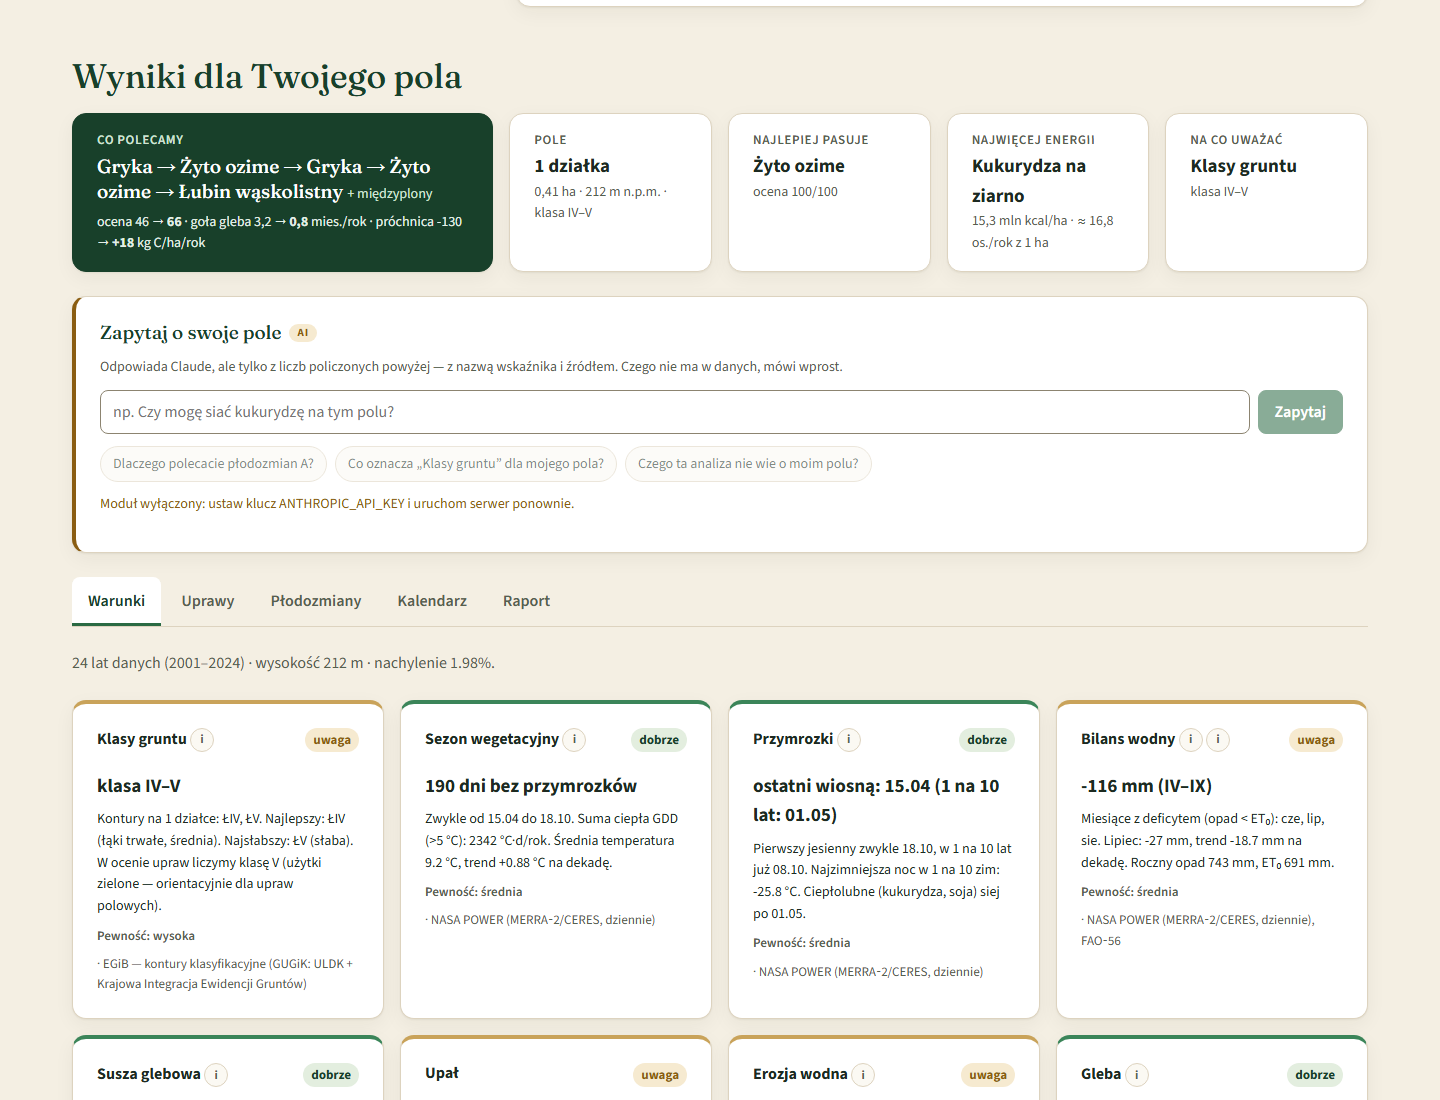 Wyniki dla Twojego pola
CO POLECAMY
Gryka → Żyto ozime → Gryka → Żyto
ozime → Łubin wąskolistny + międzyplony
ocena 46 → 66 · goła gleba 3,2 → 0,8 mies./rok · próchnica -130
→ +18 kg C/ha/rok
POLE
1 działka
0,41 ha · 212 m n.p.m. ·
klasa IV–V
NAJLEPIEJ PASUJE
Żyto ozime
ocena 100/100
NAJWIĘCEJ ENERGII
Kukurydza na
ziarno
15,3 mln kcal/ha · ≈ 16,8
os./rok z 1 ha
NA CO UWAŻAĆ
Klasy gruntu
klasa IV–V
Zapytaj o swoje pole AI
Odpowiada Claude, ale tylko z liczb policzonych powyżej — z nazwą wskaźnika i źródłem. Czego nie ma w danych, mówi wprost.
np. Czy mogę siać kukurydzę na tym polu?
Zapytaj
Dlaczego polecacie płodozmian A?
Co oznacza „Klasy gruntu” dla mojego pola?
Czego ta analiza nie wie o moim polu?
Moduł wyłączony: ustaw klucz ANTHROPIC_API_KEY i uruchom serwer ponownie.
Warunki
Uprawy
Płodozmiany
Kalendarz
Raport
24 lat danych (2001–2024) · wysokość 212 m · nachylenie 1.98%.
Klasy gruntu i uwaga
klasa IV–V
Kontury na 1 działce: ŁIV, ŁV. Najlepszy: ŁIV
(łąki trwałe, średnia). Najsłabszy: ŁV (słaba).
W ocenie upraw liczymy klasę V (użytki
zielone — orientacyjnie dla upraw
polowych).
Pewność: wysoka
· EGiB — kontury klasyfikacyjne (GUGiK: ULDK +
Krajowa Integracja Ewidencji Gruntów)
Sezon wegetacyjny i dobrze
190 dni bez przymrozków
Zwykle od 15.04 do 18.10. Suma ciepła GDD
(>5 °C): 2342 °C·d/rok. Średnia temperatura
9.2 °C, trend +0.88 °C na dekadę.
Pewność: średnia
· NASA POWER (MERRA-2/CERES, dziennie)
Przymrozki i dobrze
ostatni wiosną: 15.04 (1 na 10
lat: 01.05)
Pierwszy jesienny zwykle 18.10, w 1 na 10 lat
już 08.10. Najzimniejsza noc w 1 na 10 zim:
-25.8 °C. Ciepłolubne (kukurydza, soja) siej
po 01.05.
Pewność: średnia
· NASA POWER (MERRA-2/CERES, dziennie)
Bilans wodny i i uwaga
-116 mm (IV–IX)
Miesiące z deficytem (opad < ET₀): cze, lip,
sie. Lipiec: -27 mm, trend -18.7 mm na
dekadę. Roczny opad 743 mm, ET₀ 691 mm.
Pewność: średnia
· NASA POWER (MERRA-2/CERES, dziennie),
FAO-56
Susza glebowa i dobrze
Upał uwaga
Erozja wodna i uwaga
Gleba i dobrze